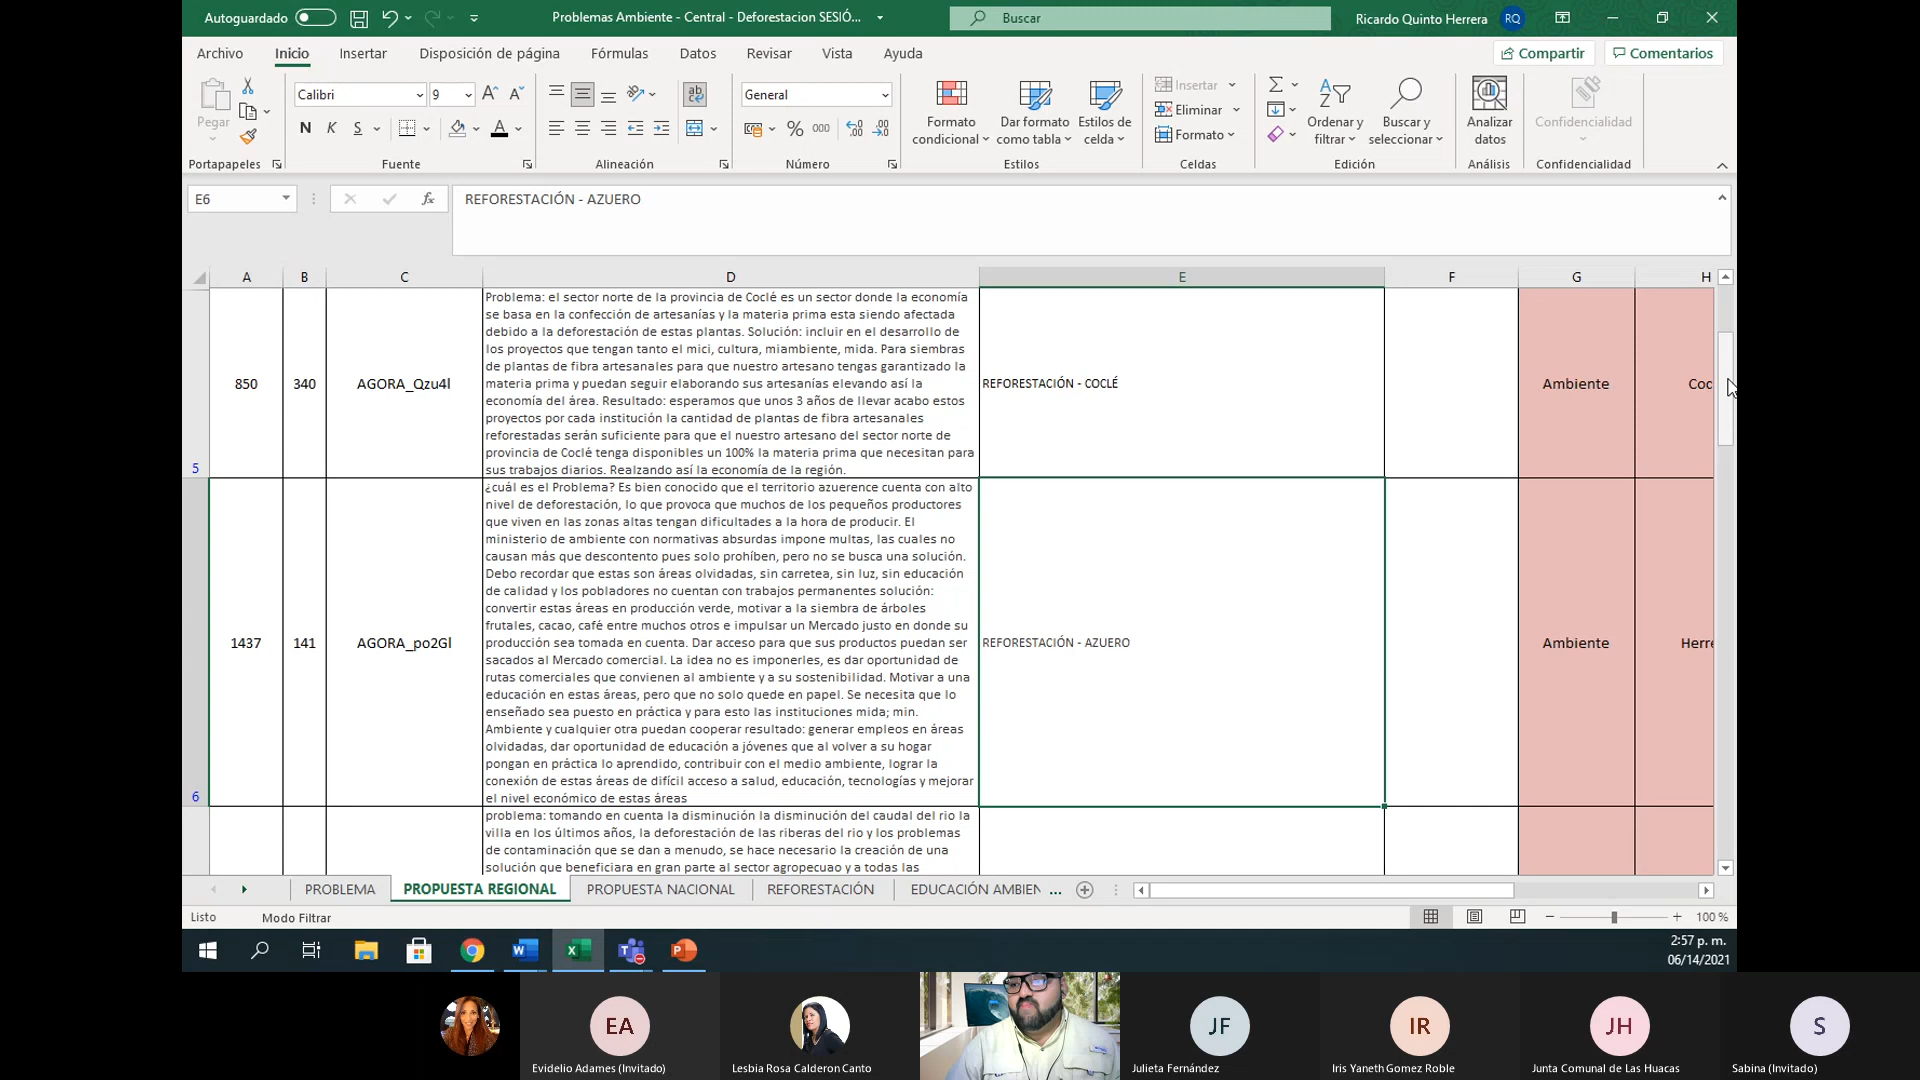 Autoguardado
Problemas Ambiente - Central - Deforestacion SESIÓ...
Buscar
Ricardo Quinto Herrera
RQ
Archivo
Inicio
Insertar
Disposición de página
Fórmulas
Datos
Revisar
Vista
Ayuda
Compartir
Comentarios
Pegar
Calibri
9
N K S
General
Formato
condicional
Dar formato
como tabla
Estilos de
celda
Insertar
Eliminar
Formato
Ordenar y
filtrar
Buscar y
seleccionar
Analizar
datos
Confidencialidad
Portapapeles
Fuente
Alineación
Número
Estilos
Celdas
Edición
Análisis
Confidencialidad
E6
fx
REFORESTACIÓN - AZUERO
A B C D E F G H
Problema: el sector norte de la provincia de Coclé es un sector donde la economía
se basa en la confección de artesanías y la materia prima esta siendo afectada
debido a la deforestación de estas plantas. Solución: incluir en el desarrollo de
los proyectos que tengan tanto el mici, cultura, miambiente, mida. Para siembras
de plantas de fibra artesanales para que nuestro artesano tengas garantizado la
materia prima y puedan seguir elaborando sus artesanías elevando así la
economía del área. Resultado: esperamos que unos 3 años de llevar acabo estos
proyectos por cada institución la cantidad de plantas de fibra artesanales
reforestadas serán suficiente para que el nuestro artesano del sector norte de
provincia de Coclé tenga disponibles un 100% la materia prima que necesitan para
sus trabajos diarios. Realzando así la economía de la región.
5
850
340
AGORA_Qzu4l
REFORESTACIÓN - COCLÉ
Ambiente
Coc
¿cuál es el Problema? Es bien conocido que el territorio azuerence cuenta con alto
nivel de deforestación, lo que provoca que muchos de los pequeños productores
que viven en las zonas altas tengan dificultades a la hora de producir. El
ministerio de ambiente con normativas absurdas impone multas, las cuales no
causan más que descontento pues solo prohíben, pero no se busca una solución.
Debo recordar que estas son áreas olvidadas, sin carretea, sin luz, sin educación
de calidad y los pobladores no cuentan con trabajos permanentes solución:
convertir estas áreas en producción verde, motivar a la siembra de árboles
frutales, cacao, café entre muchos otros e impulsar un Mercado justo en donde su
producción sea tomada en cuenta. Dar acceso para que sus productos puedan ser
sacados al Mercado comercial. La idea no es imponerles, es dar oportunidad de
rutas comerciales que convienen al ambiente y a su sostenibilidad. Motivar a una
educación en estas áreas, pero que no solo quede en papel. Se necesita que lo
enseñado sea puesto en práctica y para esto las instituciones mida; min.
Ambiente y cualquier otra puedan cooperar resultado: generar empleos en áreas
olvidadas, dar oportunidad de educación a jóvenes que al volver a su hogar
pongan en práctica lo aprendido, contribuir con el medio ambiente, lograr la
conexión de estas áreas de difícil acceso a salud, educación, tecnologías y mejorar
el nivel económico de estas áreas
6
1437
141
AGORA_po2Gl
REFORESTACIÓN - AZUERO
Ambiente
Herre
problema: tomando en cuenta la disminución la disminución del caudal del rio la
villa en los últimos años, la deforestación de las riberas del rio y los problemas
de contaminación que se dan a menudo, se hace necesario la creación de una
solución que beneficiara en gran parte al sector agropecuao y a todas las
PROBLEMA
PROPUESTA REGIONAL
PROPUESTA NACIONAL
REFORESTACIÓN
EDUCACIÓN AMBIEN ...
Listo
Modo Filtrar
100 %
2:57 p. m.
06/14/2021
EA
JF
IR
JH
S
Evidelio Adames (Invitado)
Lesbia Rosa Calderon Canto
Julieta Fernández
Iris Yaneth Gomez Roble
Junta Comunal de Las Huacas
Sabina (Invitado)